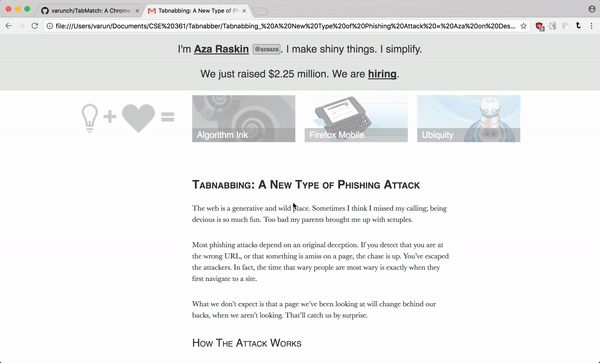 varunch/TabMatch: A Chrome
Tabnabbing: A New Type of Ph
file:///Users/varun/Documents/CSE%20361/Tabnabber/Tabnabbing_%20A%20New%20Type%20of%20Phishing%20Attack%20«%20Aza%20on%20Des...
I'm Aza Raskin @azaaza. I make shiny things. I simplify.
We just raised $2.25 million. We are hiring.
Algorithm Ink
Firefox Mobile
Ubiquity
Tabnabbing: A New Type of Phishing Attack
The web is a generative and wild place. Sometimes I think I missed my calling; being
devious is so much fun. Too bad my parents brought me up with scruples.
Most phishing attacks depend on an original deception. If you detect that you are at
the wrong URL, or that something is amiss on a page, the chase is up. You've escaped
the attackers. In fact, the time that wary people are most wary is exactly when they
first navigate to a site.
What we don't expect is that a page we've been looking at will change behind our
backs, when we aren't looking. That'll catch us by surprise.
How The Attack Works